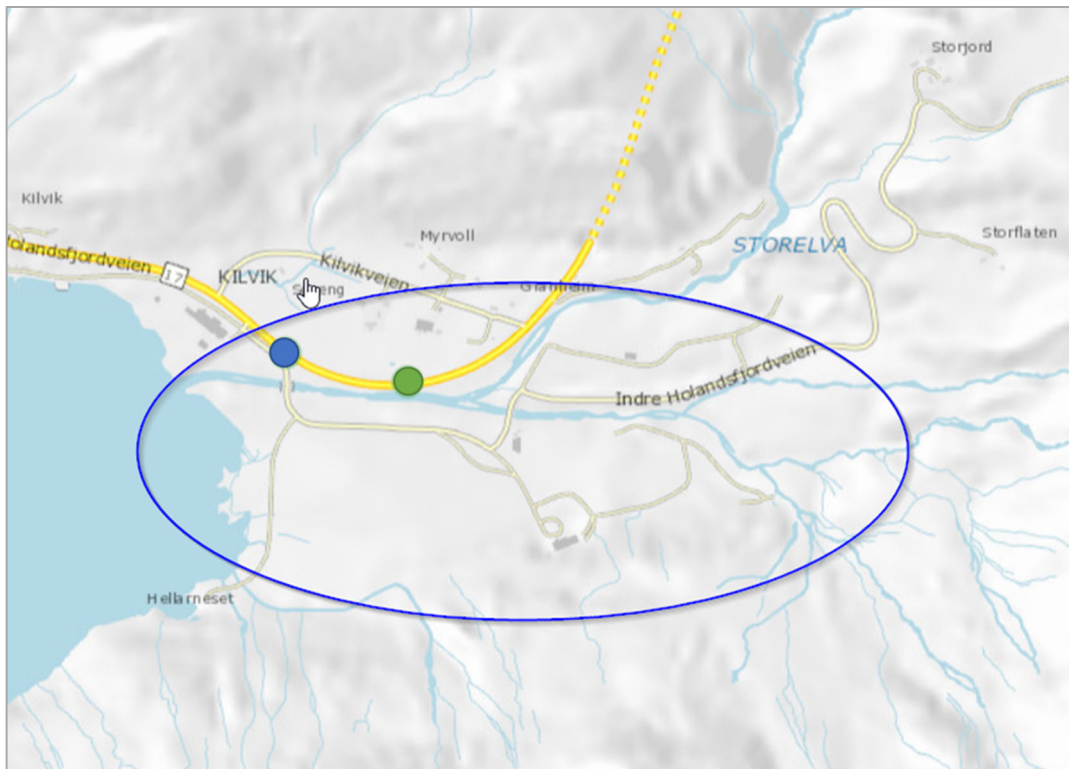 Storjord
Kilvik
Storflaten
Myrvoll
STORELVA
Holandsfjordveien
17
KILVIK
Kilvikveien
Indre Holandsfjordveien
Hellarneset